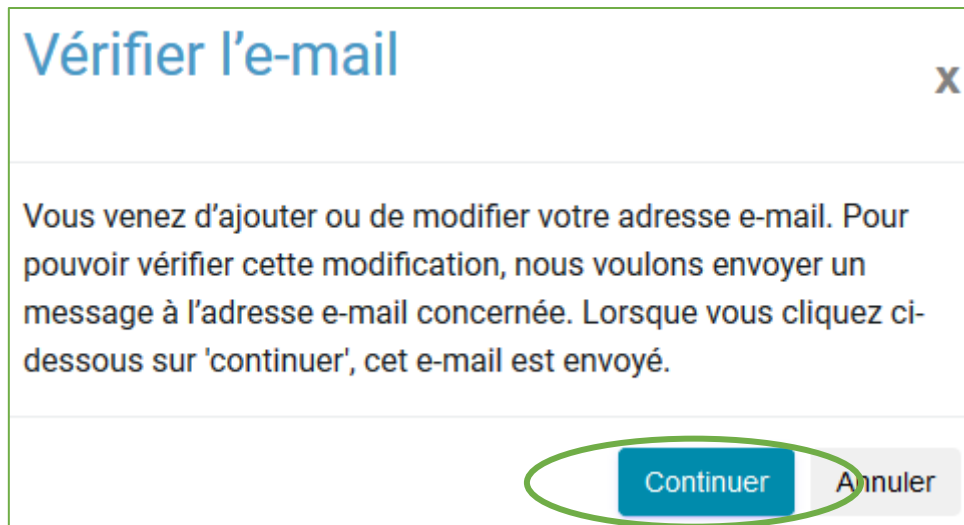 Vérifier l’e-mail
x
Vous venez d’ajouter ou de modifier votre adresse e-mail. Pour
pouvoir vérifier cette modification, nous voulons envoyer un
message à l’adresse e-mail concernée. Lorsque vous cliquez ci-
dessous sur 'continuer', cet e-mail est envoyé.
Continuer Annuler